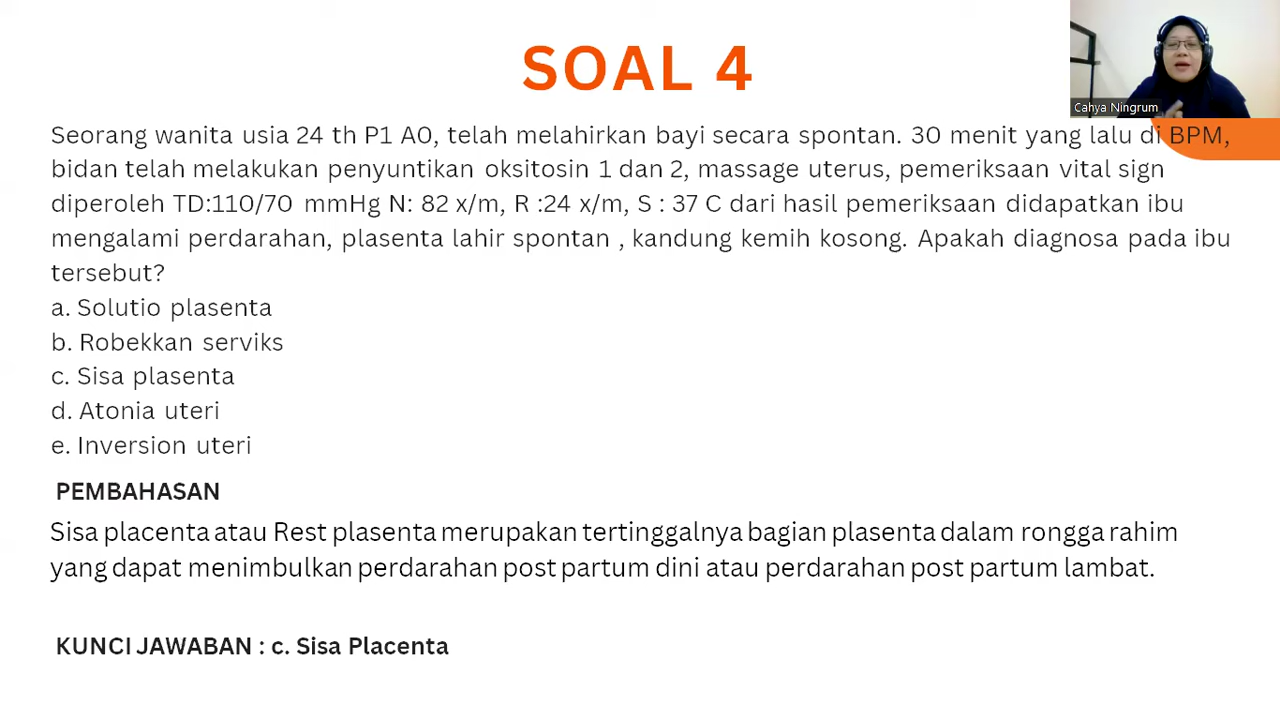 SOAL 4
Cahya Ningrum
Seorang wanita usia 24 th P1 A0, telah melahirkan bayi secara spontan. 30 menit yang lalu di BPM,
bidan telah melakukan penyuntikan oksitosin 1 dan 2, massage uterus, pemeriksaan vital sign
diperoleh TD:110/70 mmHg N: 82 x/m, R :24 x/m, S : 37 C dari hasil pemeriksaan didapatkan ibu
mengalami perdarahan, plasenta lahir spontan , kandung kemih kosong. Apakah diagnosa pada ibu
tersebut?
a. Solutio plasenta
b. Robekkan serviks
c. Sisa plasenta
d. Atonia uteri
e. Inversion uteri
PEMBAHASAN
Sisa placenta atau Rest plasenta merupakan tertinggalnya bagian plasenta dalam rongga rahim
yang dapat menimbulkan perdarahan post partum dini atau perdarahan post partum lambat.
KUNCI JAWABAN : c. Sisa Placenta